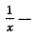 1/x —